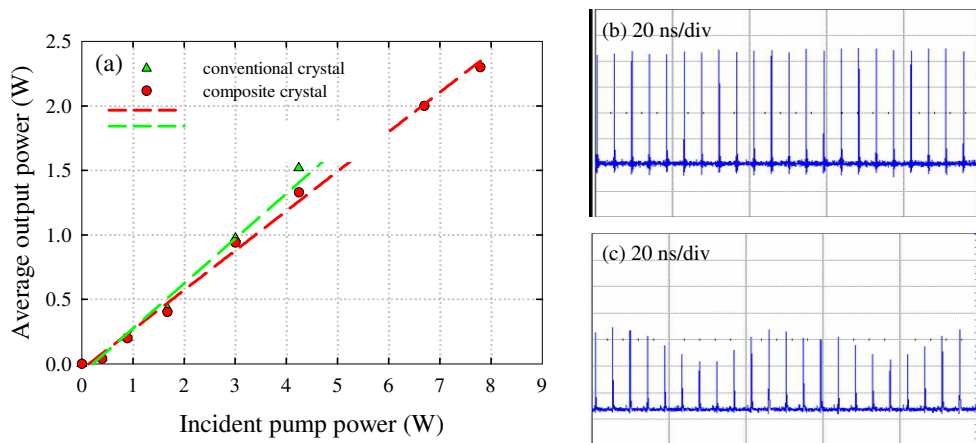 (a)
conventional crystal
composite crystal
2.5
2.0
1.5
1.0
0.5
0.0
Average output power (W)
0 1 2 3 4 5 6 7 8 9
Incident pump power (W)
(b) 20 ns/div
(c) 20 ns/div